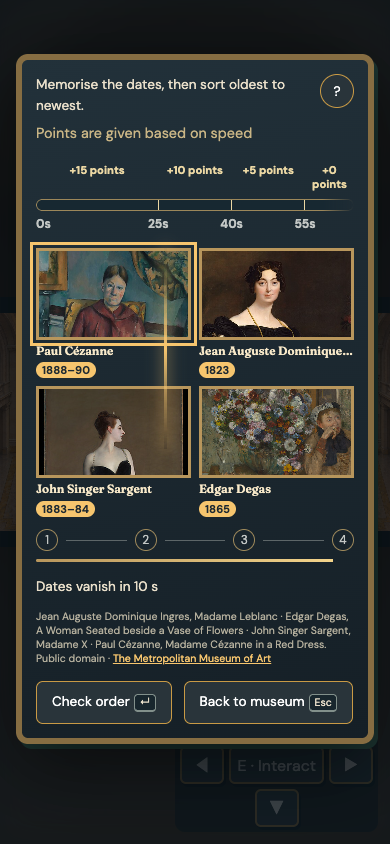 Memorise the dates, then sort oldest to
newest.
?
Points are given based on speed
+15 points
+10 points
+5 points
+0
points
0s
25s
40s
55s
Paul Cézanne
1888–90
Jean Auguste Dominique...
1823
John Singer Sargent
1883–84
Edgar Degas
1865
1
2
3
4
Dates vanish in 10 s
Jean Auguste Dominique Ingres, Madame Leblanc · Edgar Degas,
A Woman Seated beside a Vase of Flowers · John Singer Sargent,
Madame X · Paul Cézanne, Madame Cézanne in a Red Dress.
Public domain · The Metropolitan Museum of Art
Check order ↵
Back to museum Esc
E · Interact